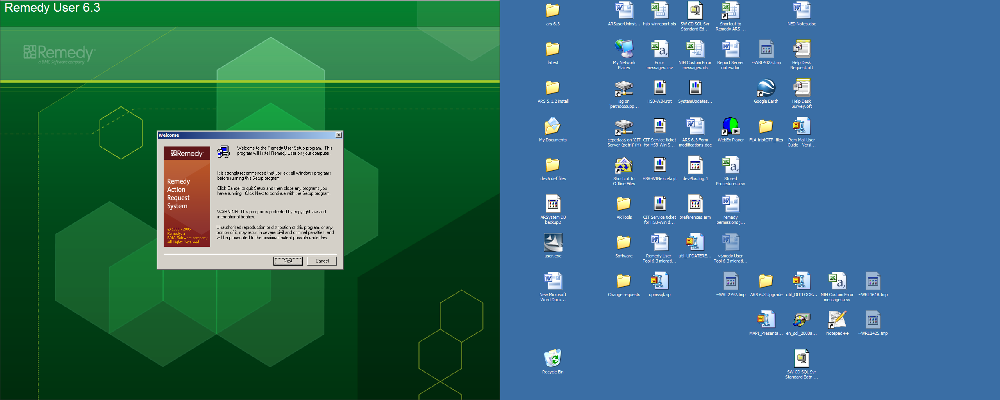 Remedy User 6.3
Remedy
a BMC Software company
Welcome
Remedy
Remedy
Action
Request
System
© 1999 - 2005
Remedy, a
BMC Software company
All Rights Reserved
Welcome to the Remedy User Setup program. This
program will install Remedy User on your computer.
It is strongly recommended that you exit all Windows programs
before running this Setup program.
Click Cancel to quit Setup and then close any programs you
have running. Click Next to continue with the Setup program.
WARNING: This program is protected by copyright law and
international treaties.
Unauthorized reproduction or distribution of this program, or any
portion of it, may result in severe civil and criminal penalties, and
will be prosecuted to the maximum extent possible under law.
Next
Cancel
ars 6.3
ARSuserUninst...
hsb-winreport.xls
SW CD SQL Svr
Standard Ed...
Shortcut to
Remedy ARS ...
NED Notes.doc
latest
My Network
Places
Error
messages.csv
NIH Custom Error
messages.xls
Report Server
notes.doc
~WRL4025.tmp
Help Desk
Request.oft
ARS 5.1.2 install
isg on
'petridcssupp...
HSB-WIN.rpt
SystemUpdates...
Google Earth
Help Desk
Survey.oft
My Documents
cepedaa$ on 'CIT
Server (petri)' (H)
CIT Service ticket
for HSB-Win S...
ARS 6.3 Form
modifications.doc
WebEx Player
FLA triptOTP_files
Rem-Mail User
Guide - Versi...
dev6 def files
Shortcut to
Offline Files
HSB-WINexcel.rpt
devPlus.log.1
Stored
Procedures.csv
ARSystem DB
backup2
ARTools
CIT Service ticket
for HSB-Win d...
preferences.arm
remedy
permissions j...
user.exe
Software
Remedy User
Tool 6.3 migrati...
util_UPDATERE...
~$medy User
Tool 6.3 migrati...
New Microsoft
Word Docu...
Change requests
upmssql.zip
~WRL2797.tmp
ARS 6.3 Upgrade
util_OUTLOOK...
NIH Custom Error
messages.csv
~WRL1618.tmp
MAPI_Presenta...
en_sql_2000a...
Notepad++
~WRL2425.tmp
Recycle Bin
SW CD SQL Svr
Standard Edtn ...